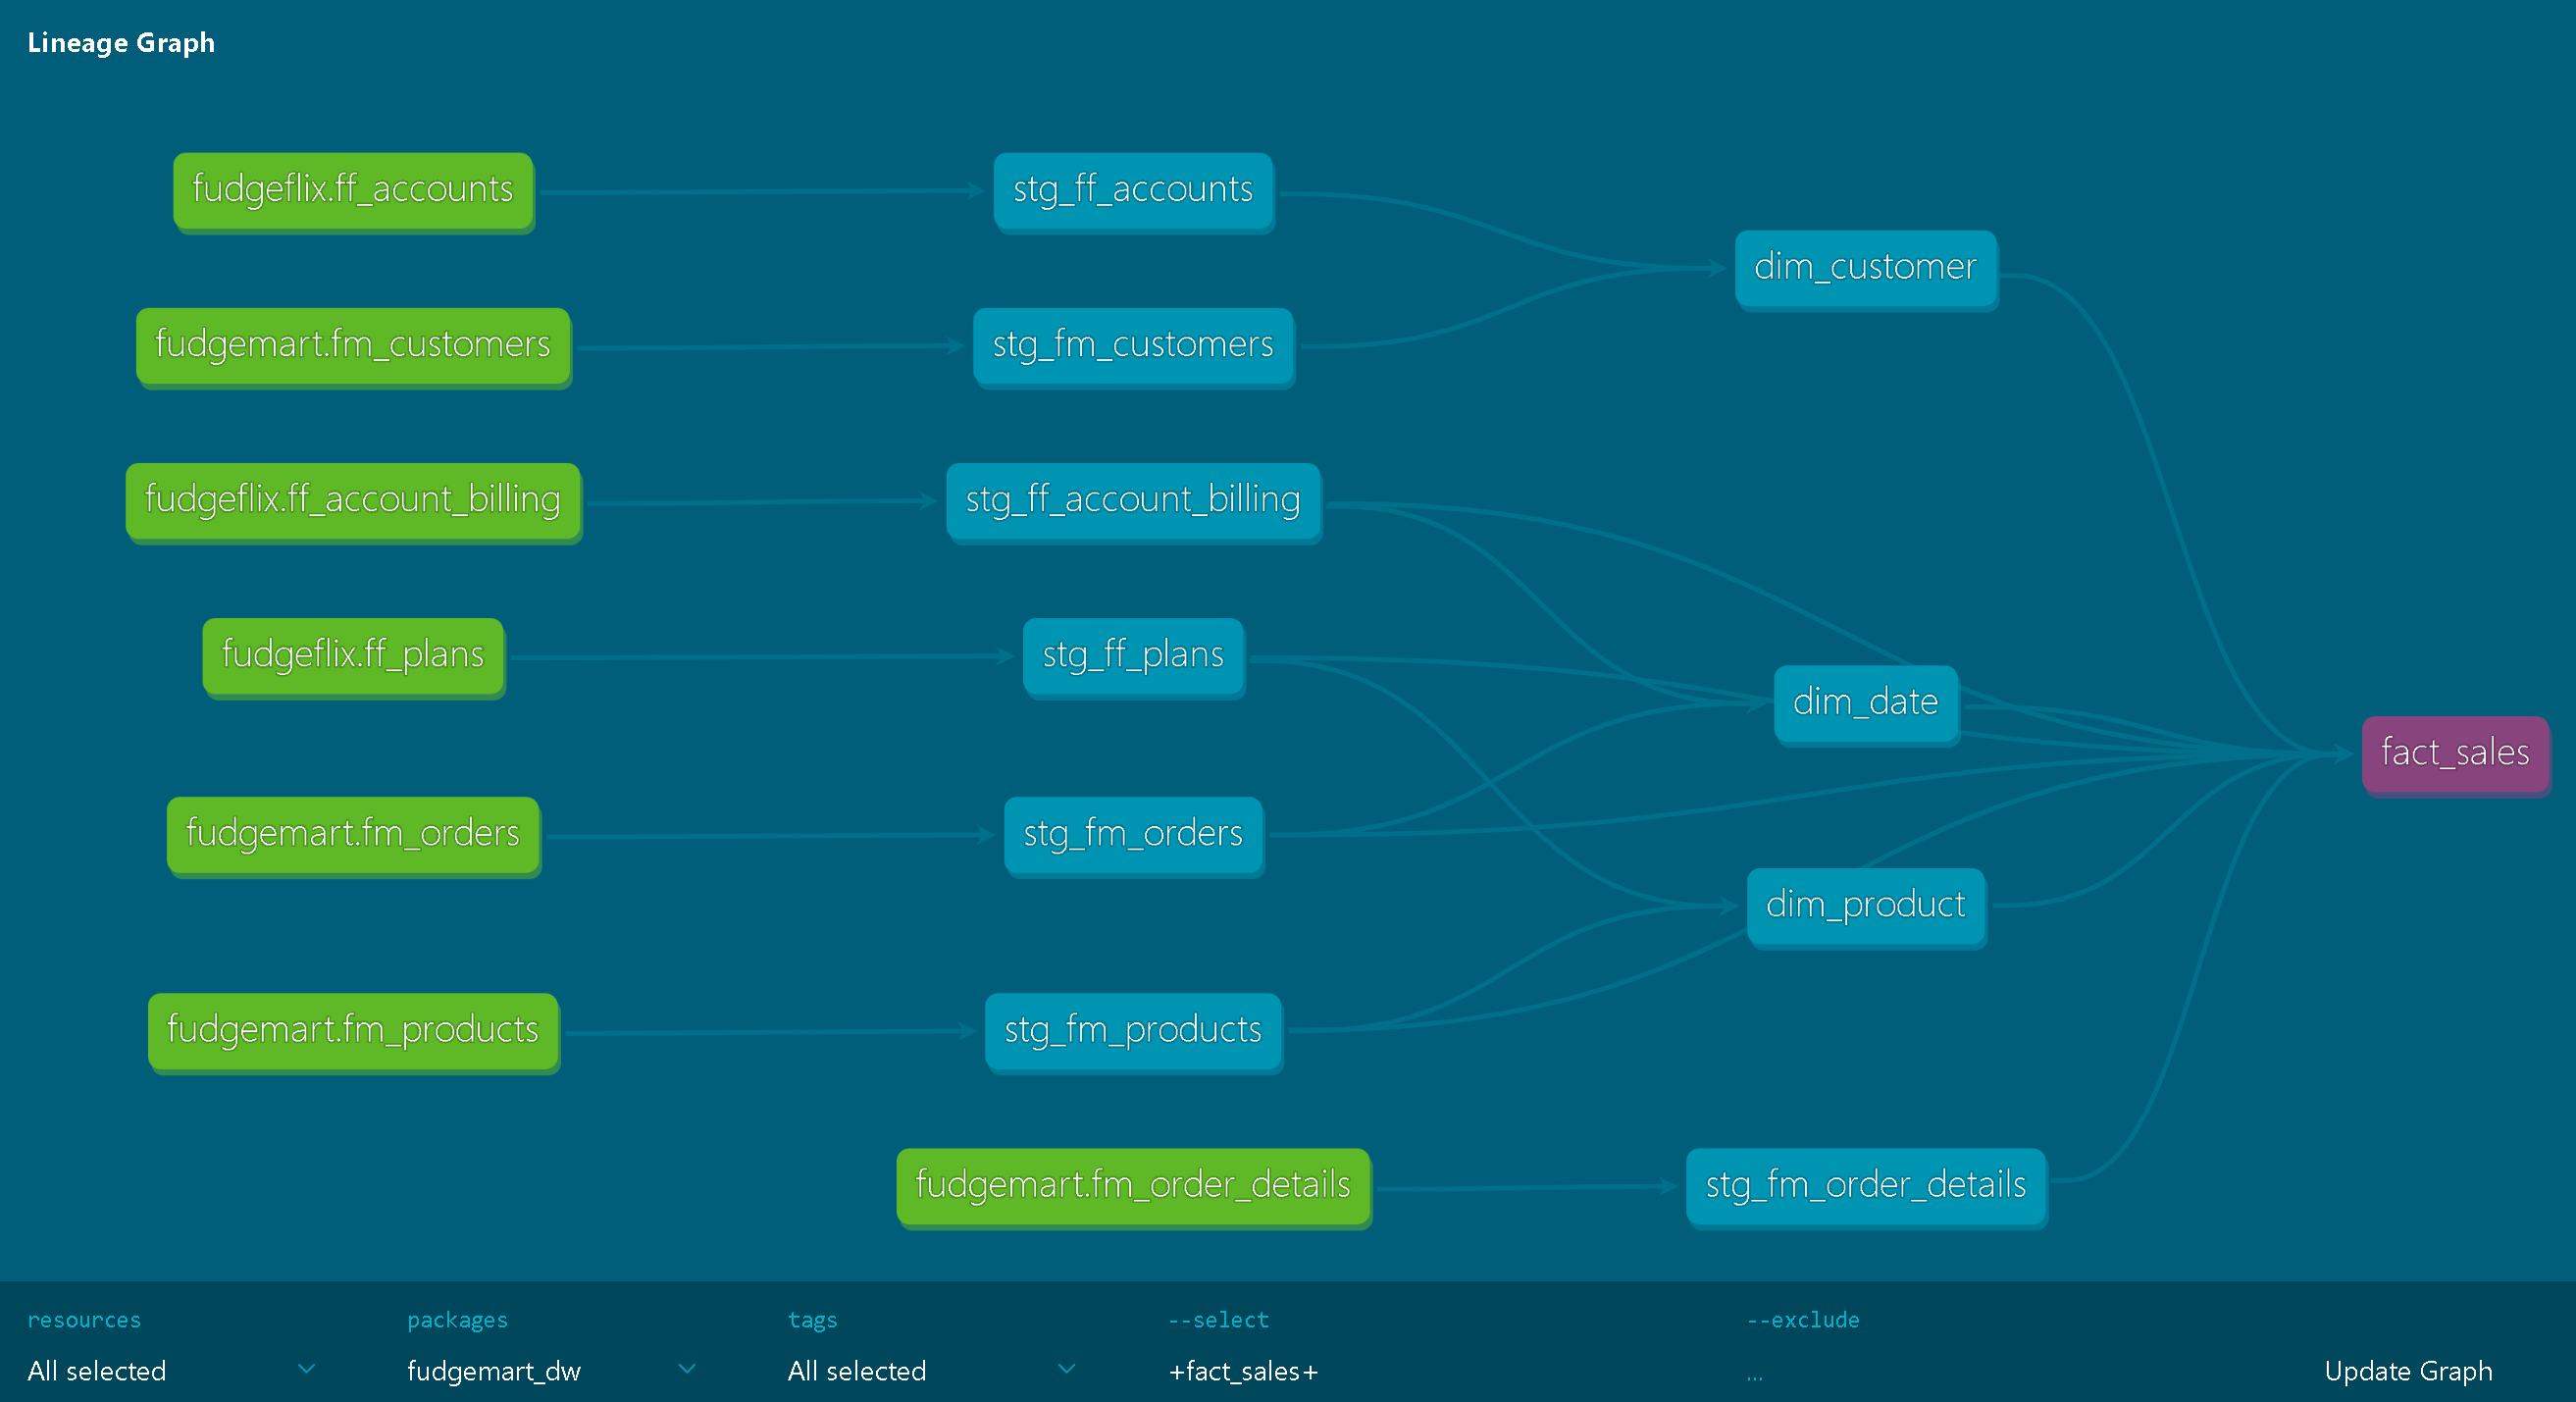 Lineage Graph
fudgeflix.ff_accounts
stg_ff_accounts
dim_customer
fudgemart.fm_customers
stg_fm_customers
fudgeflix.ff_account_billing
stg_ff_account_billing
fudgeflix.ff_plans
stg_ff_plans
dim_date
fact_sales
fudgemart.fm_orders
stg_fm_orders
dim_product
fudgemart.fm_products
stg_fm_products
fudgemart.fm_order_details
stg_fm_order_details
resources
packages
tags
--select
--exclude
All selected
fudgemart_dw
All selected
+fact_sales+
...
Update Graph